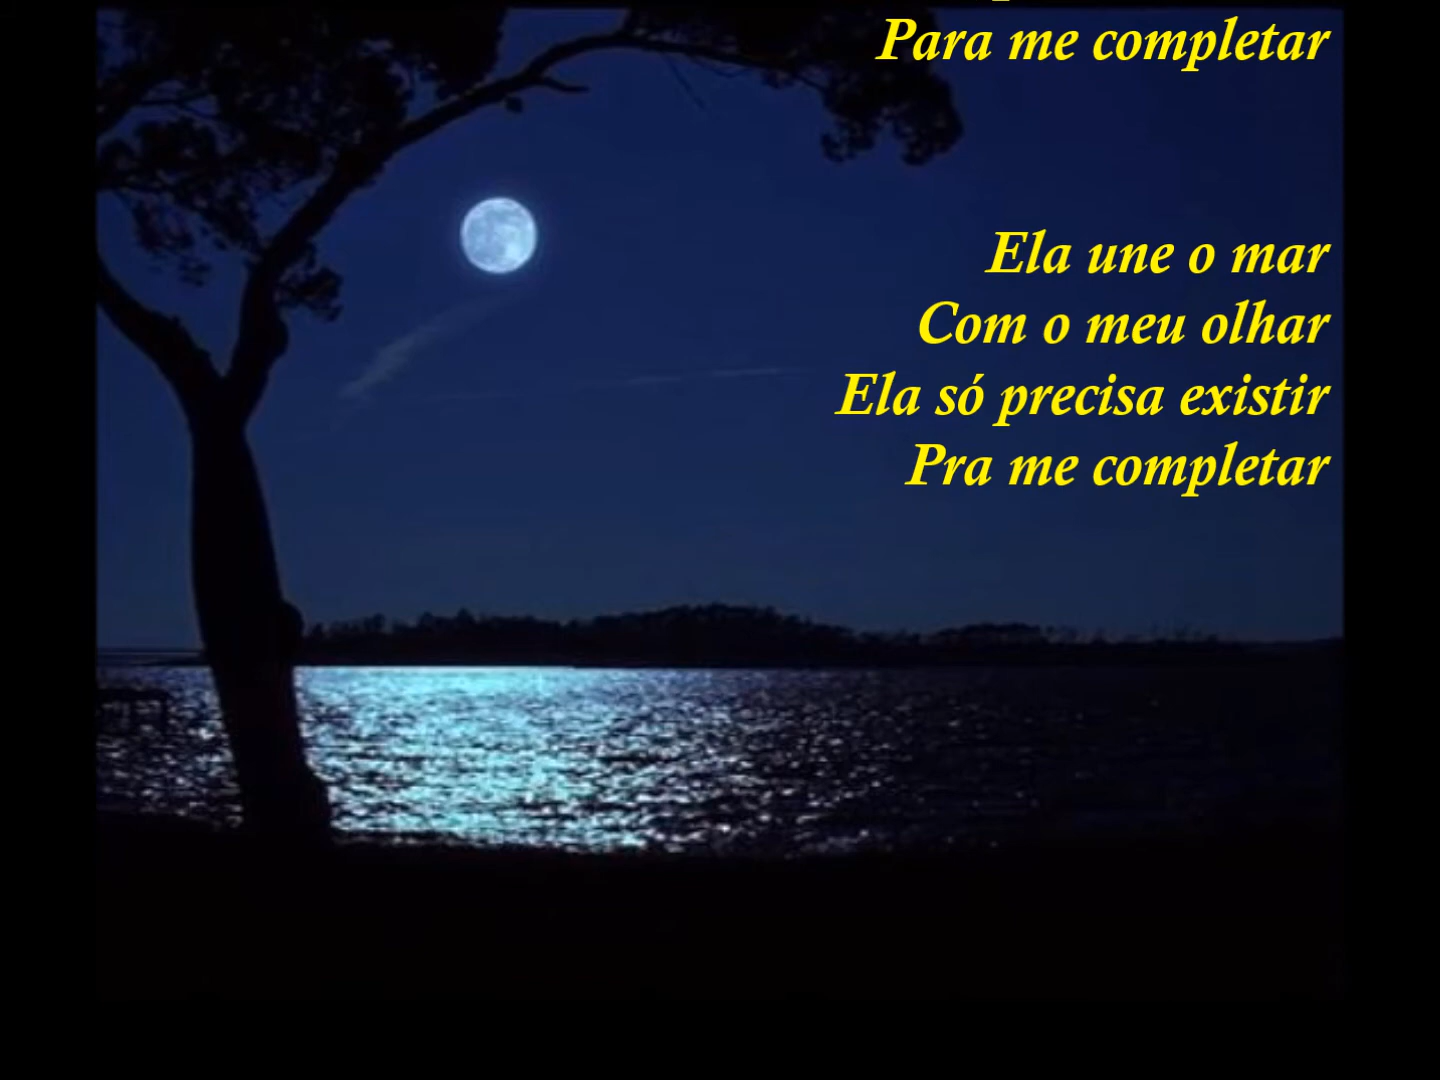 Para me completar
Ela une o mar
Com o meu olhar
Ela só precisa existir
Pra me completar